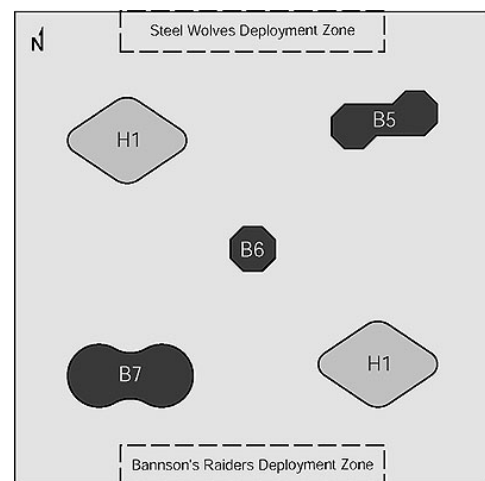 Steel Wolves Deployment Zone
N
H1
B5
B6
B7
H1
Bannson's Raiders Deployment Zone